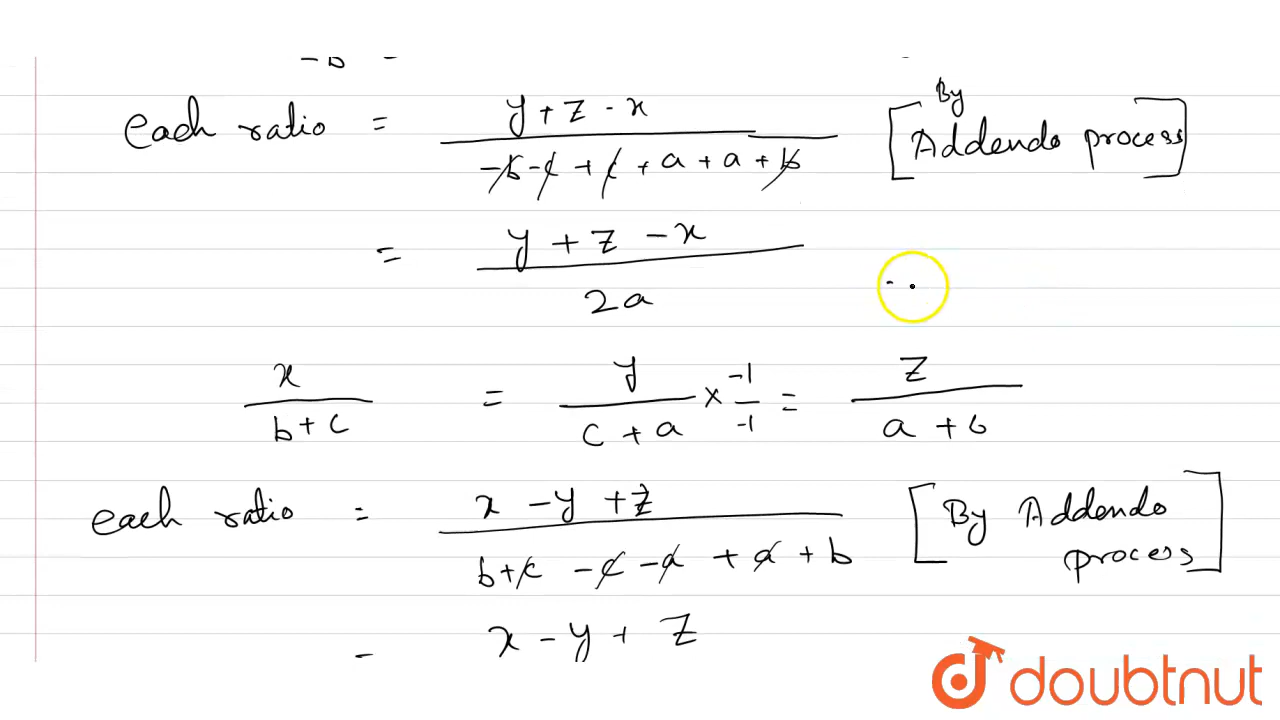 -b =
each ratio = y + z - x / -b - c + c + a + a + b [By Addendo process]
= y + z - x / 2a
x / b + c = y / c + a × -1 / -1 = z / a + b
each ratio = x - y + z / b + c - c - a + a + b [By Addendo process]
= x - y + z
doubtnut